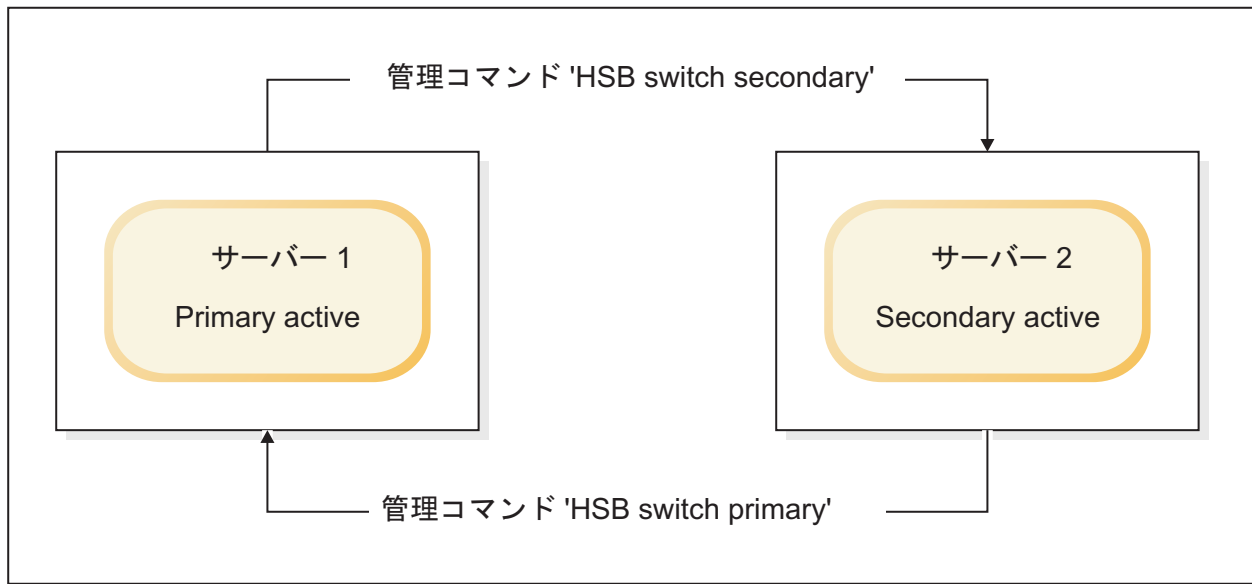 管理コマンド 'HSB switch secondary'
サーバー 1
Primary active
サーバー 2
Secondary active
管理コマンド 'HSB switch primary'